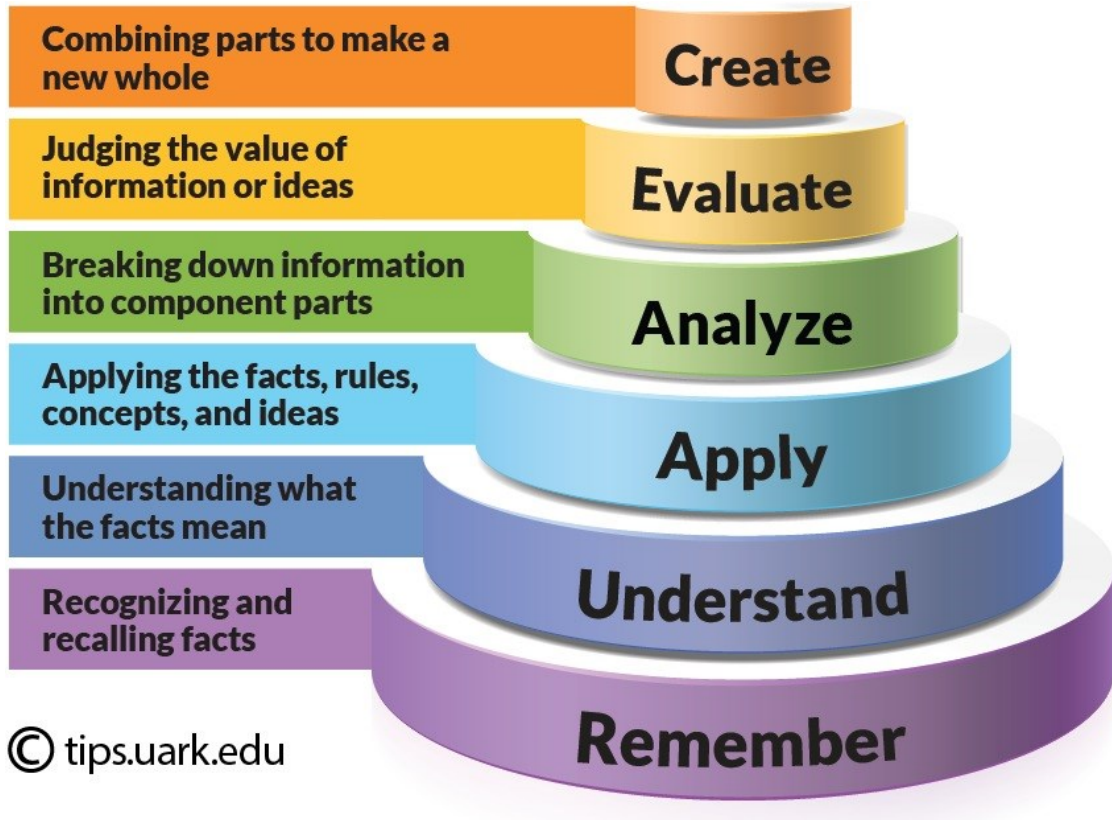 Combining parts to make a
new whole
Create
Judging the value of
information or ideas
Evaluate
Breaking down information
into component parts
Analyze
Applying the facts, rules,
concepts, and ideas
Apply
Understanding what
the facts mean
Understand
Recognizing and
recalling facts
Remember
© tips.uark.edu